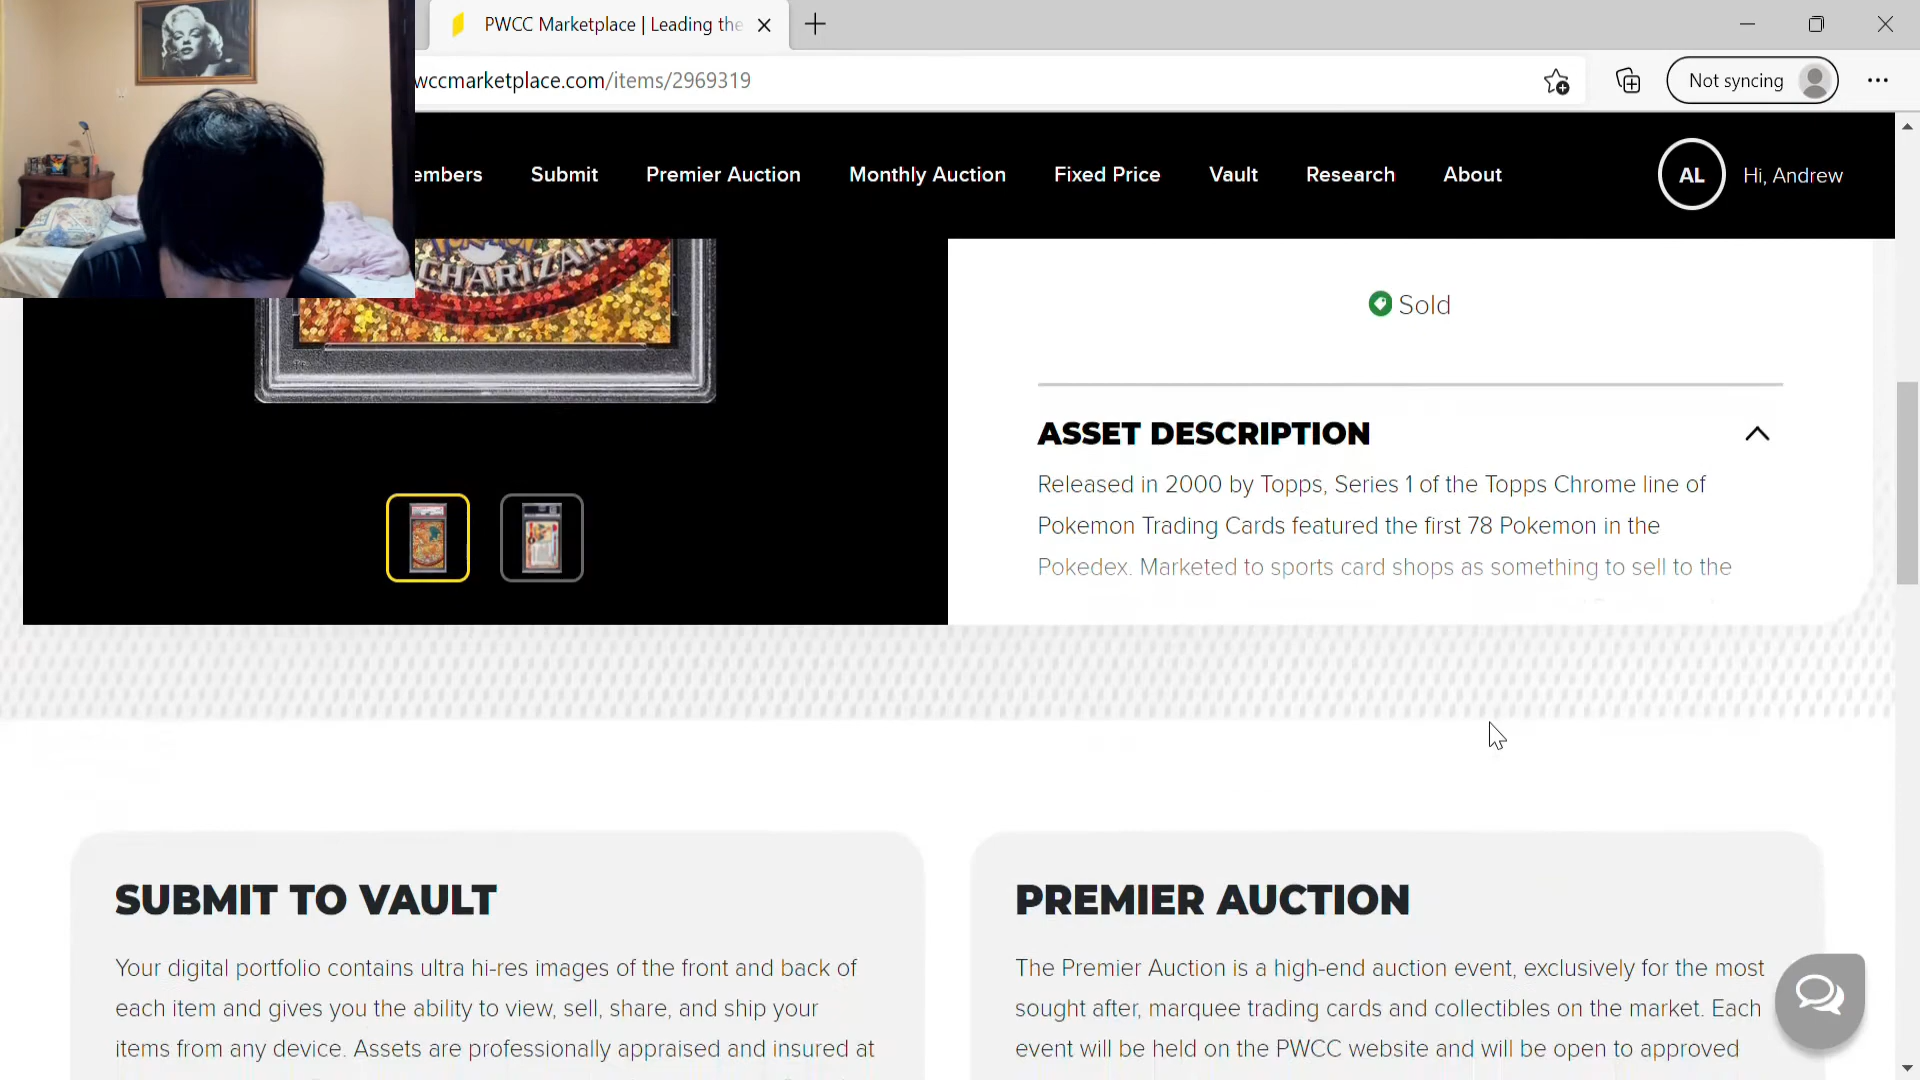 PWCC Marketplace | Leading the
wccmarketplace.com/items/2969319
Not syncing
embers Submit Premier Auction Monthly Auction Fixed Price Vault Research About
AL Hi, Andrew
CHARIZAR
Sold
ASSET DESCRIPTION
Released in 2000 by Topps, Series 1 of the Topps Chrome line of
Pokemon Trading Cards featured the first 78 Pokemon in the
Pokedex. Marketed to sports card shops as something to sell to the
SUBMIT TO VAULT
Your digital portfolio contains ultra hi-res images of the front and back of
each item and gives you the ability to view, sell, share, and ship your
items from any device. Assets are professionally appraised and insured at
PREMIER AUCTION
The Premier Auction is a high-end auction event, exclusively for the most
sought after, marquee trading cards and collectibles on the market. Each
event will be held on the PWCC website and will be open to approved